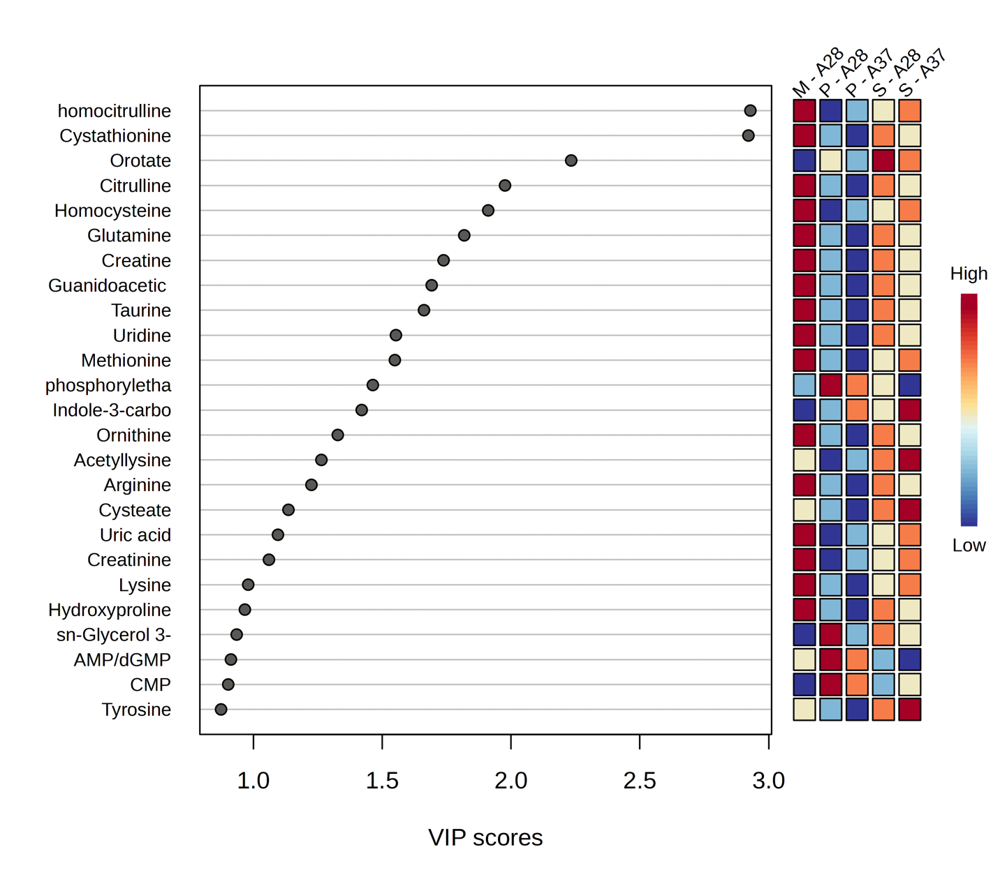 M - A28
P - A28
P - A37
S - A28
S - A37
homocitrulline
Cystathionine
Orotate
Citrulline
Homocysteine
Glutamine
Creatine
Guanidoacetic
Taurine
Uridine
Methionine
phosphoryletha
Indole-3-carbo
Ornithine
Acetyllysine
Arginine
Cysteate
Uric acid
Creatinine
Lysine
Hydroxyproline
sn-Glycerol 3-
AMP/dGMP
CMP
Tyrosine
High
Low
1.0 1.5 2.0 2.5 3.0
VIP scores